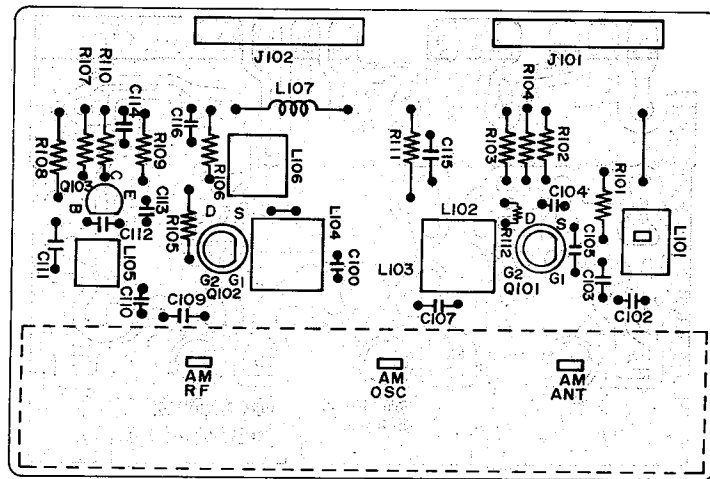 J102
J101
R107
R110
C114
C116
L107
R104
R108
R109
R106
L106
R111
C115
R103
R102
R101
Q103
C
E
B
C113
C112
R105
D
S
L104
C100
L102
R112
C104
D
S
C105
L101
C111
L105
G2
G1
Q102
L103
G2
G1
Q101
C103
C110
C109
C107
C102
AM
RF
AM
OSC
AM
ANT